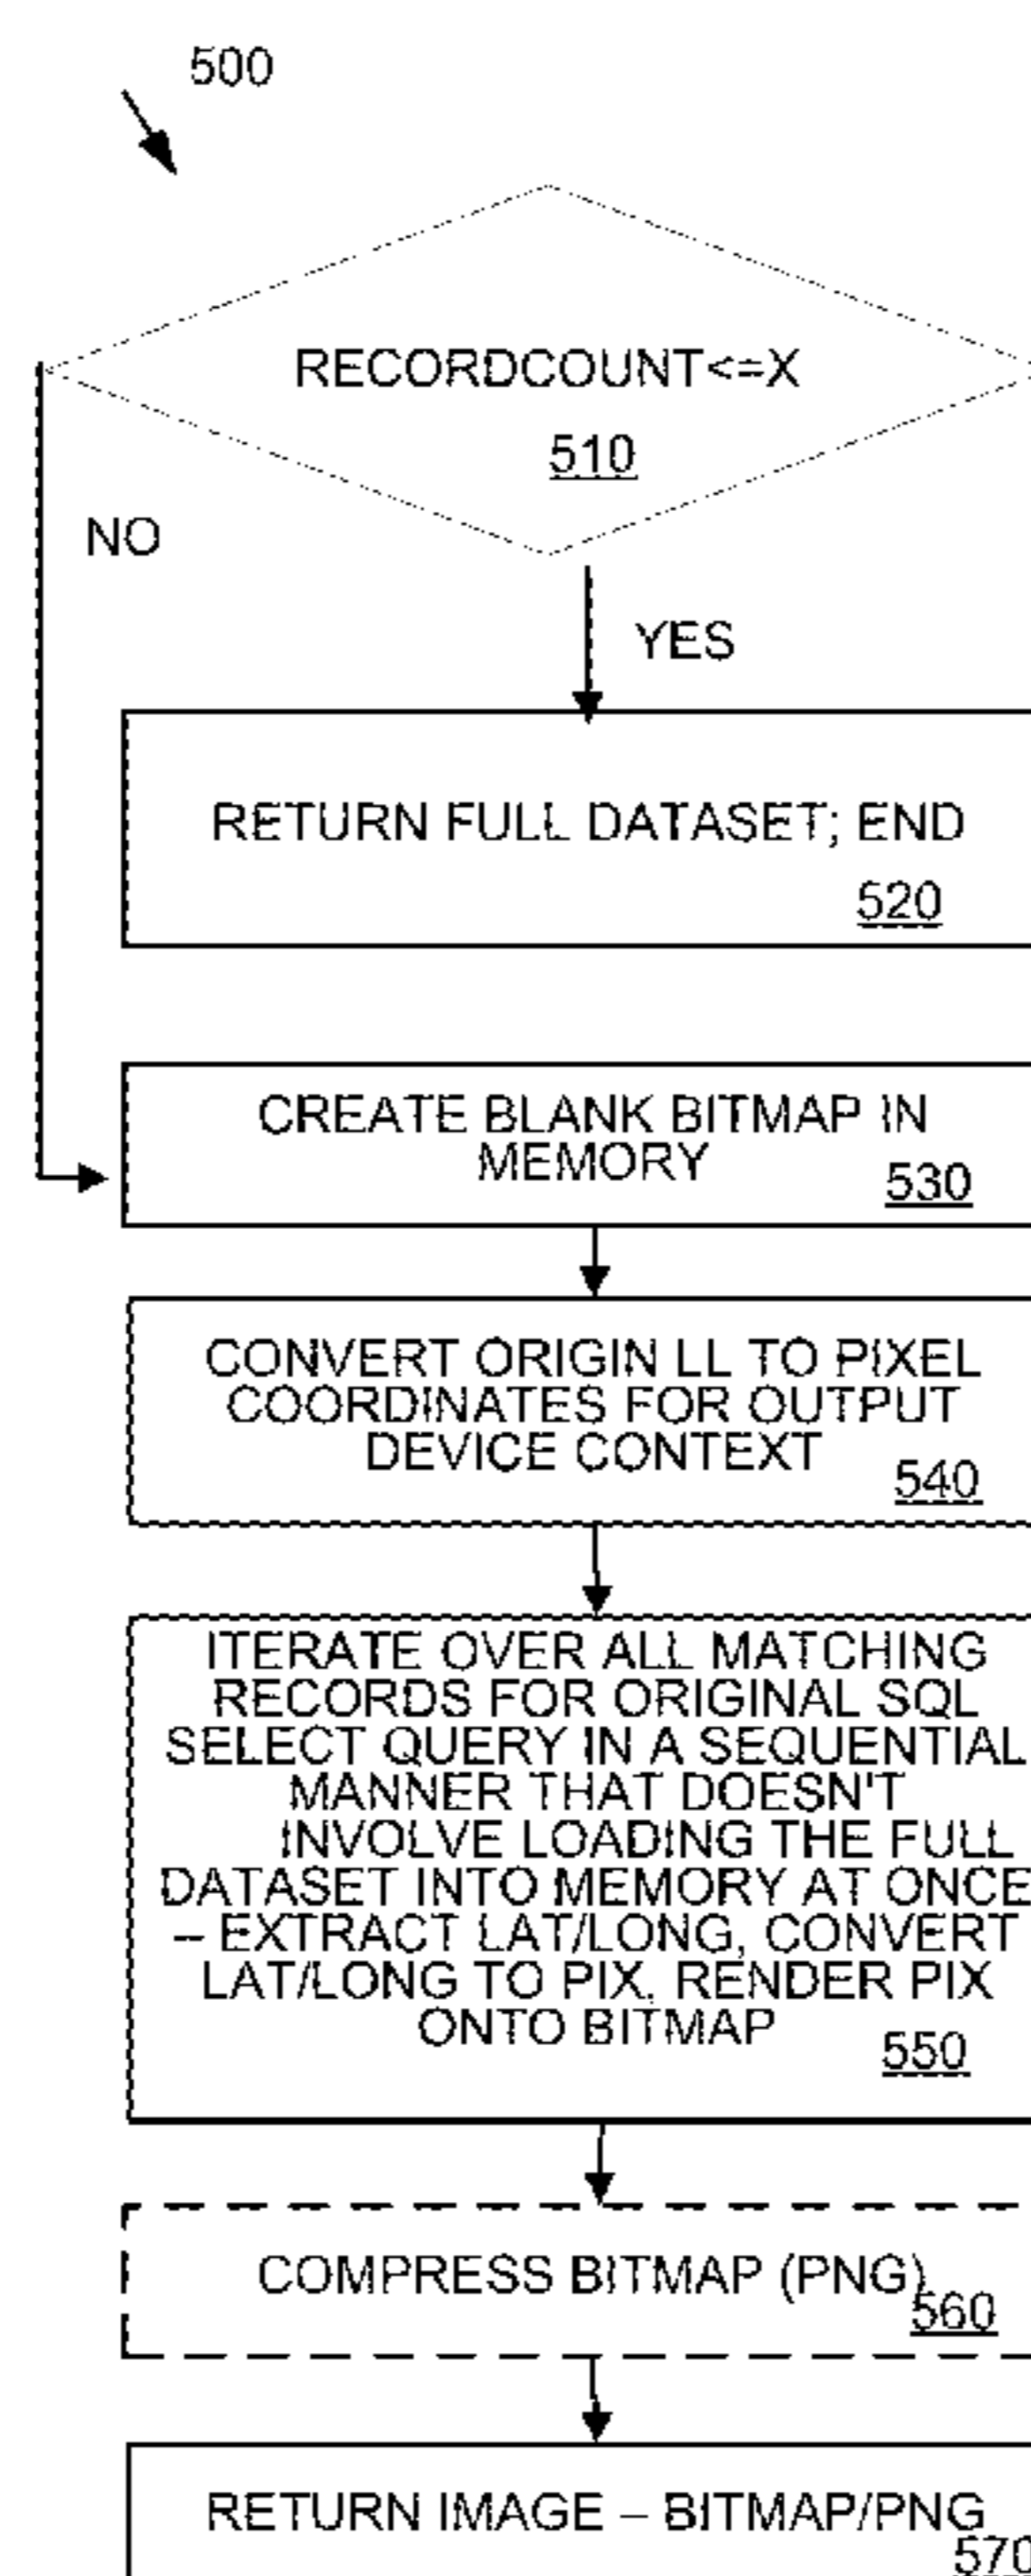 500
RECORDCOUNT<=X
510
NO
YES
RETURN FULL DATASET; END
520
CREATE BLANK BITMAP IN
MEMORY
530
CONVERT ORIGIN LL TO PIXEL
COORDINATES FOR OUTPUT
DEVICE CONTEXT
540
ITERATE OVER ALL MATCHING
RECORDS FOR ORIGINAL SQL
SELECT QUERY IN A SEQUENTIAL
MANNER THAT DOESN'T
INVOLVE LOADING THE FULL
DATASET INTO MEMORY AT ONCE
– EXTRACT LAT/LONG, CONVERT
LAT/LONG TO PIX, RENDER PIX
ONTO BITMAP
550
COMPRESS BITMAP (PNG)
560
RETURN IMAGE – BITMAP/PNG
570